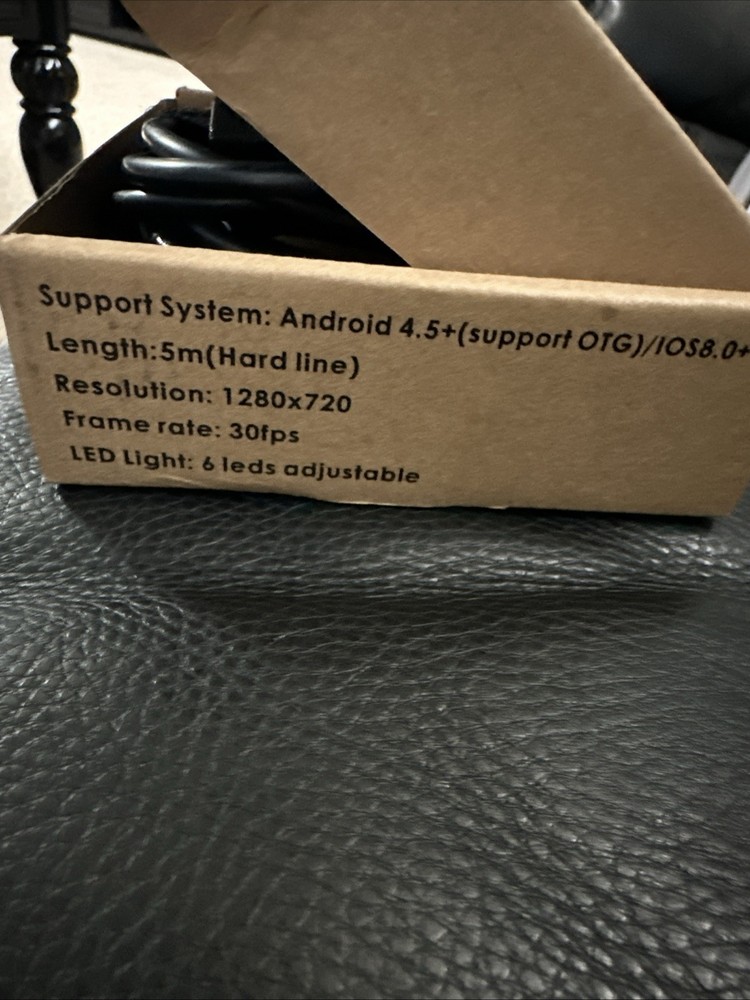 Support System: Android 4.5+(support OTG)/IOS8.0+
Length:5m(Hard line)
Resolution: 1280x720
Frame rate: 30fps
LED Light: 6 leds adjustable